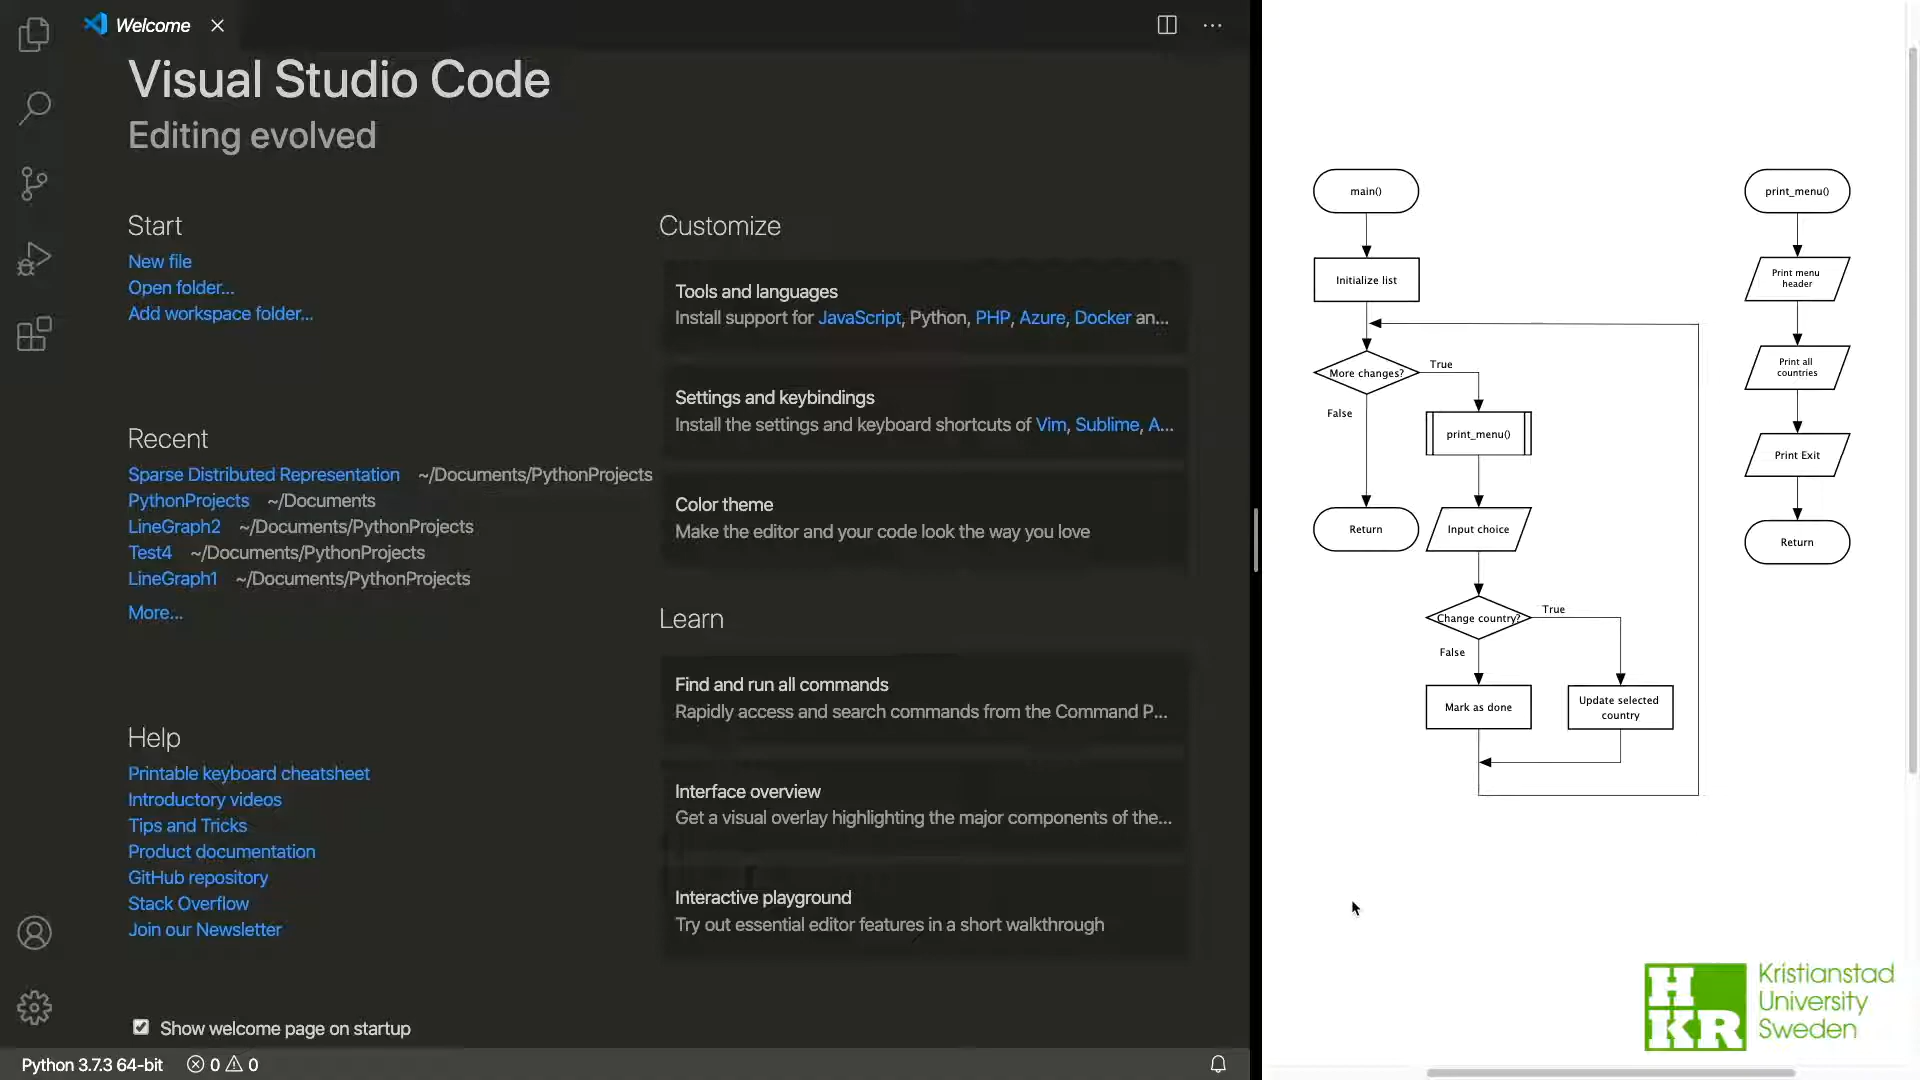 Welcome
Visual Studio Code
Editing evolved
Start
New file
Open folder...
Add workspace folder...
Recent
Sparse Distributed Representation ~/Documents/PythonProjects
PythonProjects ~/Documents
LineGraph2 ~/Documents/PythonProjects
Test4 ~/Documents/PythonProjects
LineGraph1 ~/Documents/PythonProjects
More...
Help
Printable keyboard cheatsheet
Introductory videos
Tips and Tricks
Product documentation
GitHub repository
Stack Overflow
Join our Newsletter
Show welcome page on startup
Customize
Tools and languages
Install support for JavaScript, Python, PHP, Azure, Docker an...
Settings and keybindings
Install the settings and keyboard shortcuts of Vim, Sublime, A...
Color theme
Make the editor and your code look the way you love
Learn
Find and run all commands
Rapidly access and search commands from the Command P...
Interface overview
Get a visual overlay highlighting the major components of the...
Interactive playground
Try out essential editor features in a short walkthrough
Python 3.7.3 64-bit
0
0
main()
Initialize list
More changes?
True
False
print_menu()
Return
Input choice
Change country?
True
False
Mark as done
Update selected
country
print_menu()
Print menu
header
Print all
countries
Print Exit
Return
HKR
Kristianstad
University
Sweden